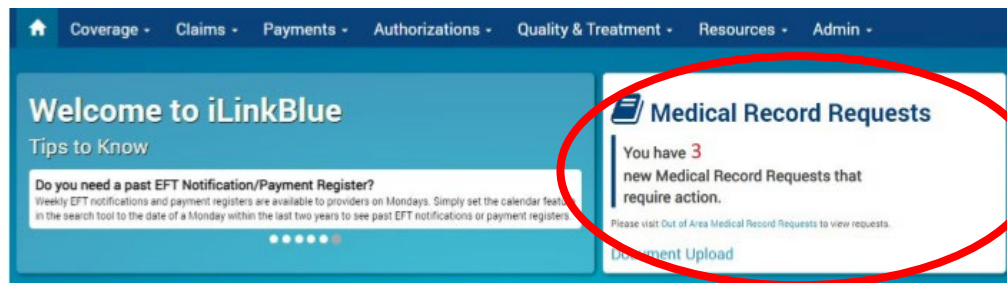 Coverage - Claims - Payments - Authorizations - Quality & Treatment - Resources - Admin -
Welcome to iLinkBlue
Tips to Know
Do you need a past EFT Notification/Payment Register?
Weekly EFT notifications and payment registers are available to providers on Mondays. Simply set the calendar feature
in the search tool to the date of a Monday within the last two years to see past EFT notifications or payment registers.
Medical Record Requests
You have 3
new Medical Record Requests that
require action.
Please visit Out of Area Medical Record Requests to view requests.
Document Upload